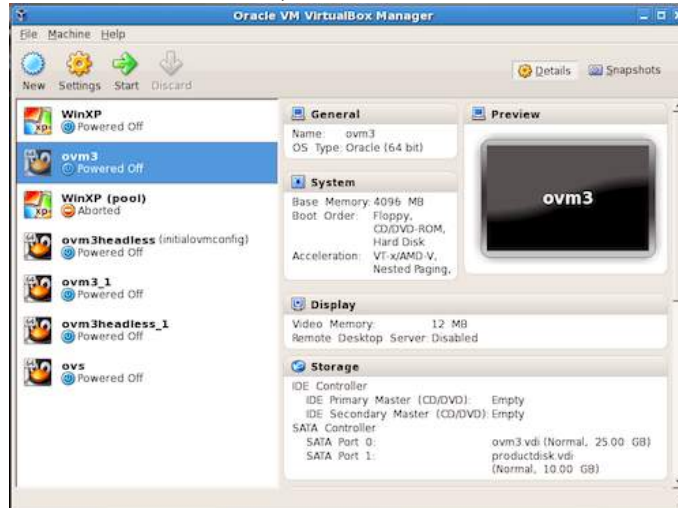 Oracle VM VirtualBox Manager
File Machine Help
New Settings Start Discard
Details Snapshots
WinXP
Powered Off
ovm3
Powered Off
WinXP (pool)
Aborted
ovm3headless (initialovmconfig)
Powered Off
ovm3_1
Powered Off
ovm3headless_1
Powered Off
ovs
Powered Off
General
Name: ovm3
OS Type: Oracle (64 bit)
System
Base Memory: 4096 MB
Boot Order: Floppy,
CD/DVD-ROM,
Hard Disk
Acceleration: VT-x/AMD-V,
Nested Paging,
Preview
ovm3
Display
Video Memory: 12 MB
Remote Desktop Server: Disabled
Storage
IDE Controller
IDE Primary Master (CD/DVD): Empty
IDE Secondary Master (CD/DVD): Empty
SATA Controller
SATA Port 0: ovm3.vdi (Normal, 25.00 GB)
SATA Port 1: productdisk.vdi
(Normal, 10.00 GB)